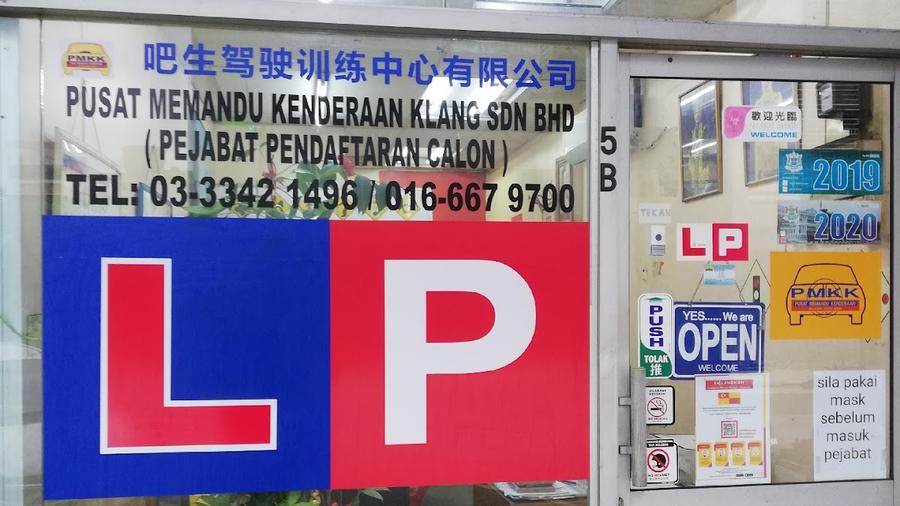 PMKK
吧生驾驶训练中心有限公司
PUSAT MEMANDU KENDERAAN KLANG SDN BHD
( PEJABAT PENDAFTARAN CALON )
TEL: 03-3342 1496 / 016-667 9700
L P
5
B
歡迎光臨
WELCOME
2019
2020
TEKAN
L P
PMKK
PUSAT MEMANDU KENDERAAN
PUSH
TOLAK
推
YES...... We are
OPEN
WELCOME
SELANGKAH
sila pakai
mask
sebelum
masuk
pejabat